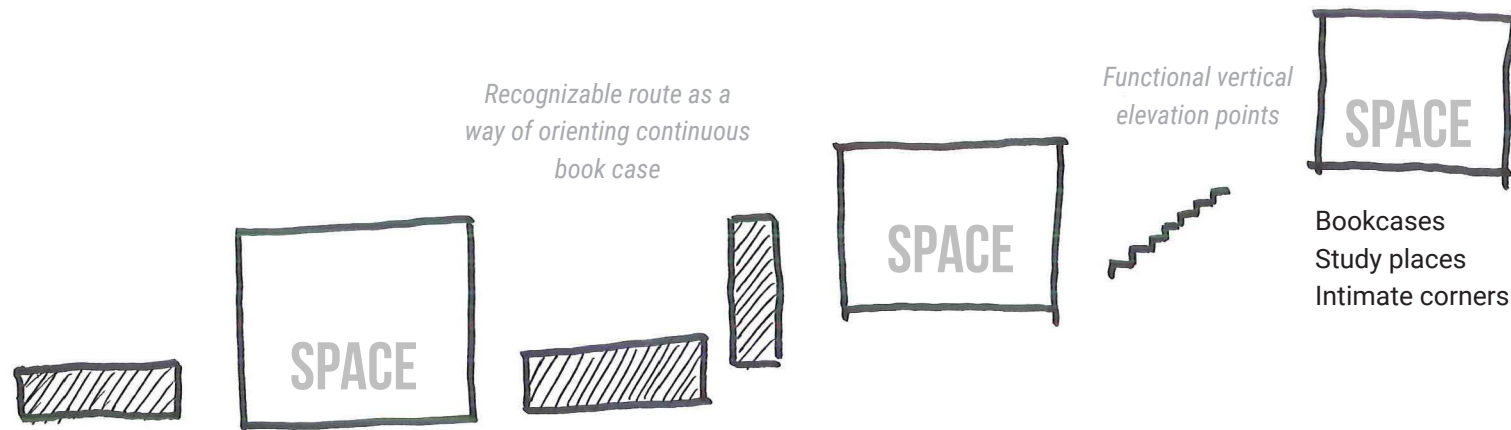 Recognizable route as a
way of orienting continuous
book case
Functional vertical
elevation points
SPACE
SPACE
SPACE
Bookcases
Study places
Intimate corners